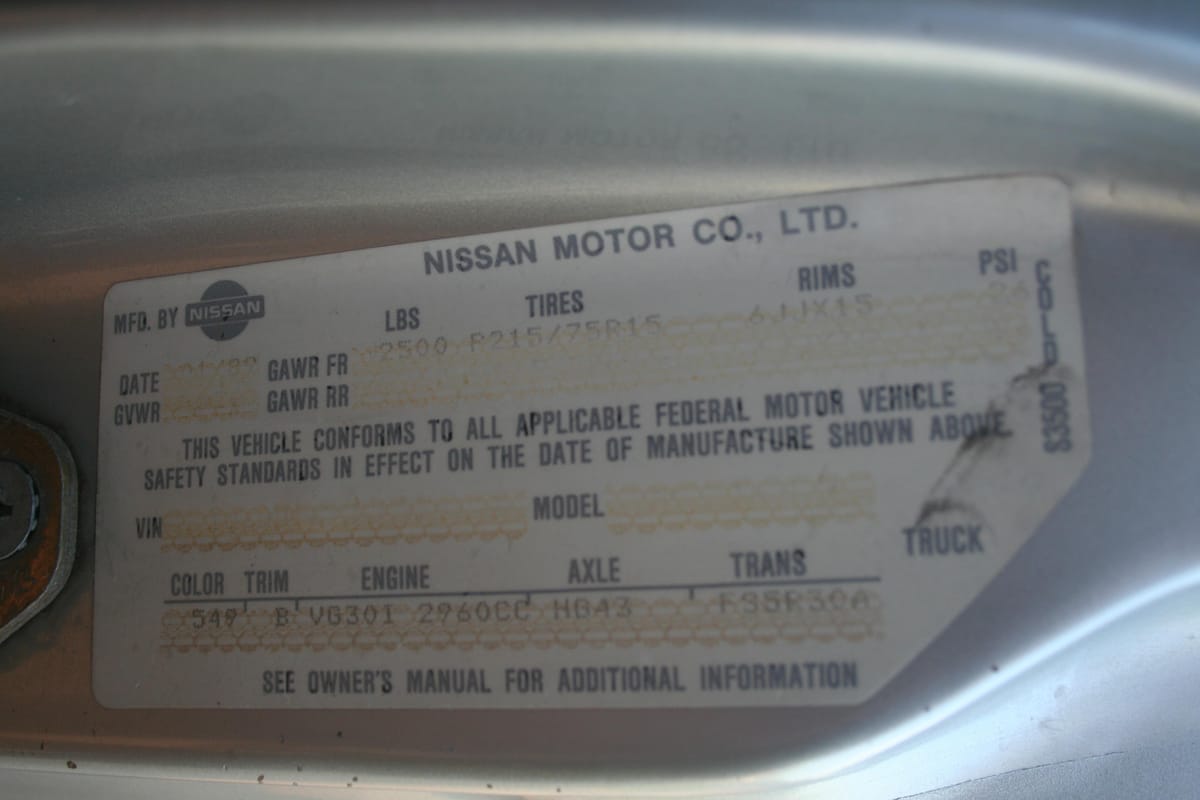 NISSAN MOTOR CO., LTD.
MFD. BY NISSAN LBS TIRES RIMS PSI COLD
DATE GAWR FR 2500 P215/75R15 6JJX15 26
GVWR GAWR RR
THIS VEHICLE CONFORMS TO ALL APPLICABLE FEDERAL MOTOR VEHICLE
SAFETY STANDARDS IN EFFECT ON THE DATE OF MANUFACTURE SHOWN ABOVE
S3500
VIN MODEL
TRUCK
COLOR TRIM ENGINE AXLE TRANS
549 B VG30I 2960CC HG43
SEE OWNER'S MANUAL FOR ADDITIONAL INFORMATION